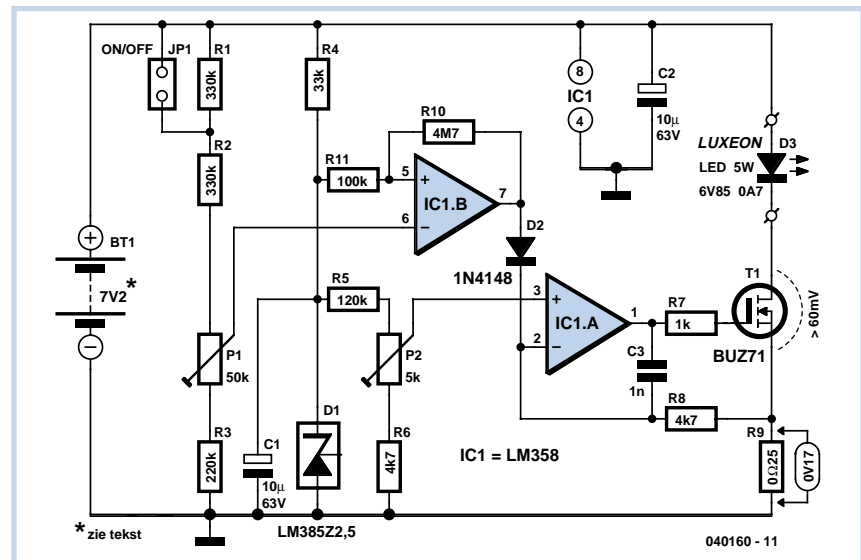 ON/OFF
JP1
R1
330k
R2
330k
R4
33k
R10
4M7
R11
100k
5
+
6
−
7
IC1.B
8
IC1
4
C2
10µ
63V
LUXEON
D3
LED 5W
6V85 0A7
BT1
7V2
*
D2
1N4148
R5
120k
3
+
2
−
1
IC1.A
R7
1k
T1
BUZ71
> 60mV
P1
50k
P2
5k
C3
1n
R8
4k7
R3
220k
C1
10µ
63V
D1
R6
4k7
IC1 = LM358
R9
0Ω25
0V17
* zie tekst
LM385Z2,5
040160 - 11